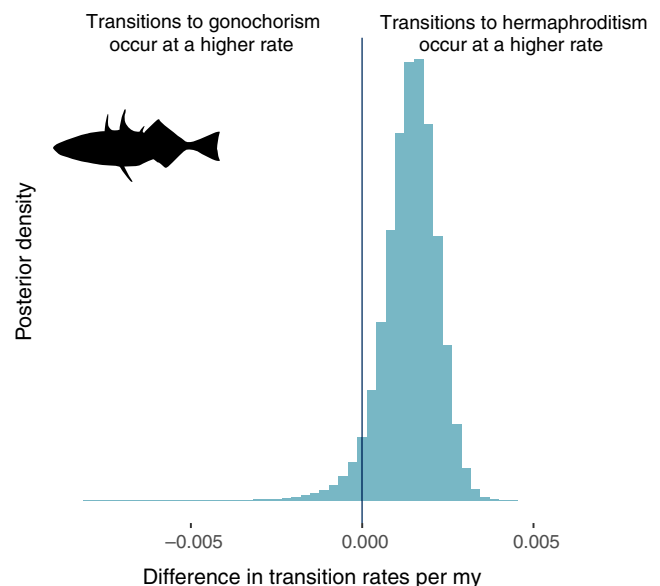 Transitions to gonochorism
occur at a higher rate
Transitions to hermaphroditism
occur at a higher rate
Posterior density
−0.005
0.000
0.005
Difference in transition rates per my